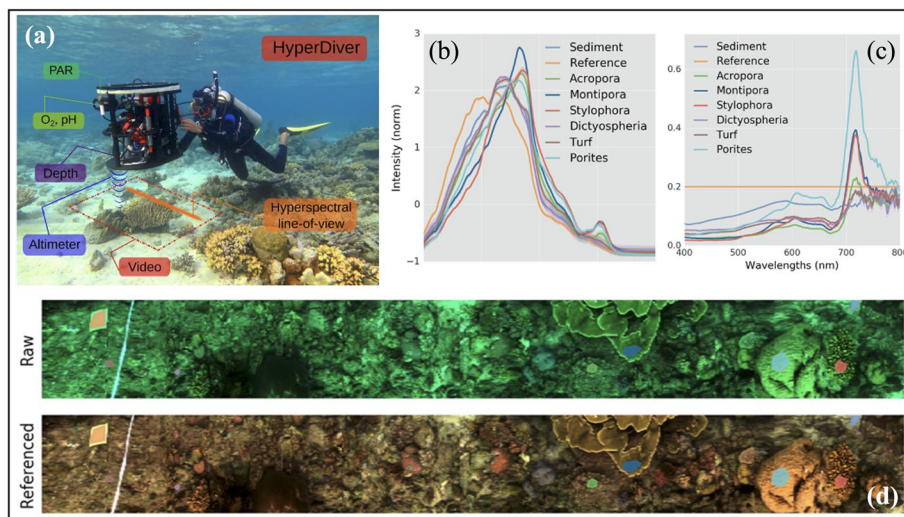 (a)
HyperDiver
PAR
O₂, pH
Depth
Altimeter
Video
Hyperspectral
line-of-view
(b)
3
2
1
0
−1
Intensity (norm)
Sediment
Reference
Acropora
Montipora
Stylophora
Dictyospheria
Turf
Porites
(c)
0.6
0.4
0.2
0.0
400
500
600
700
800
Wavelengths (nm)
Sediment
Reference
Acropora
Montipora
Stylophora
Dictyospheria
Turf
Porites
Raw
Referenced
(d)